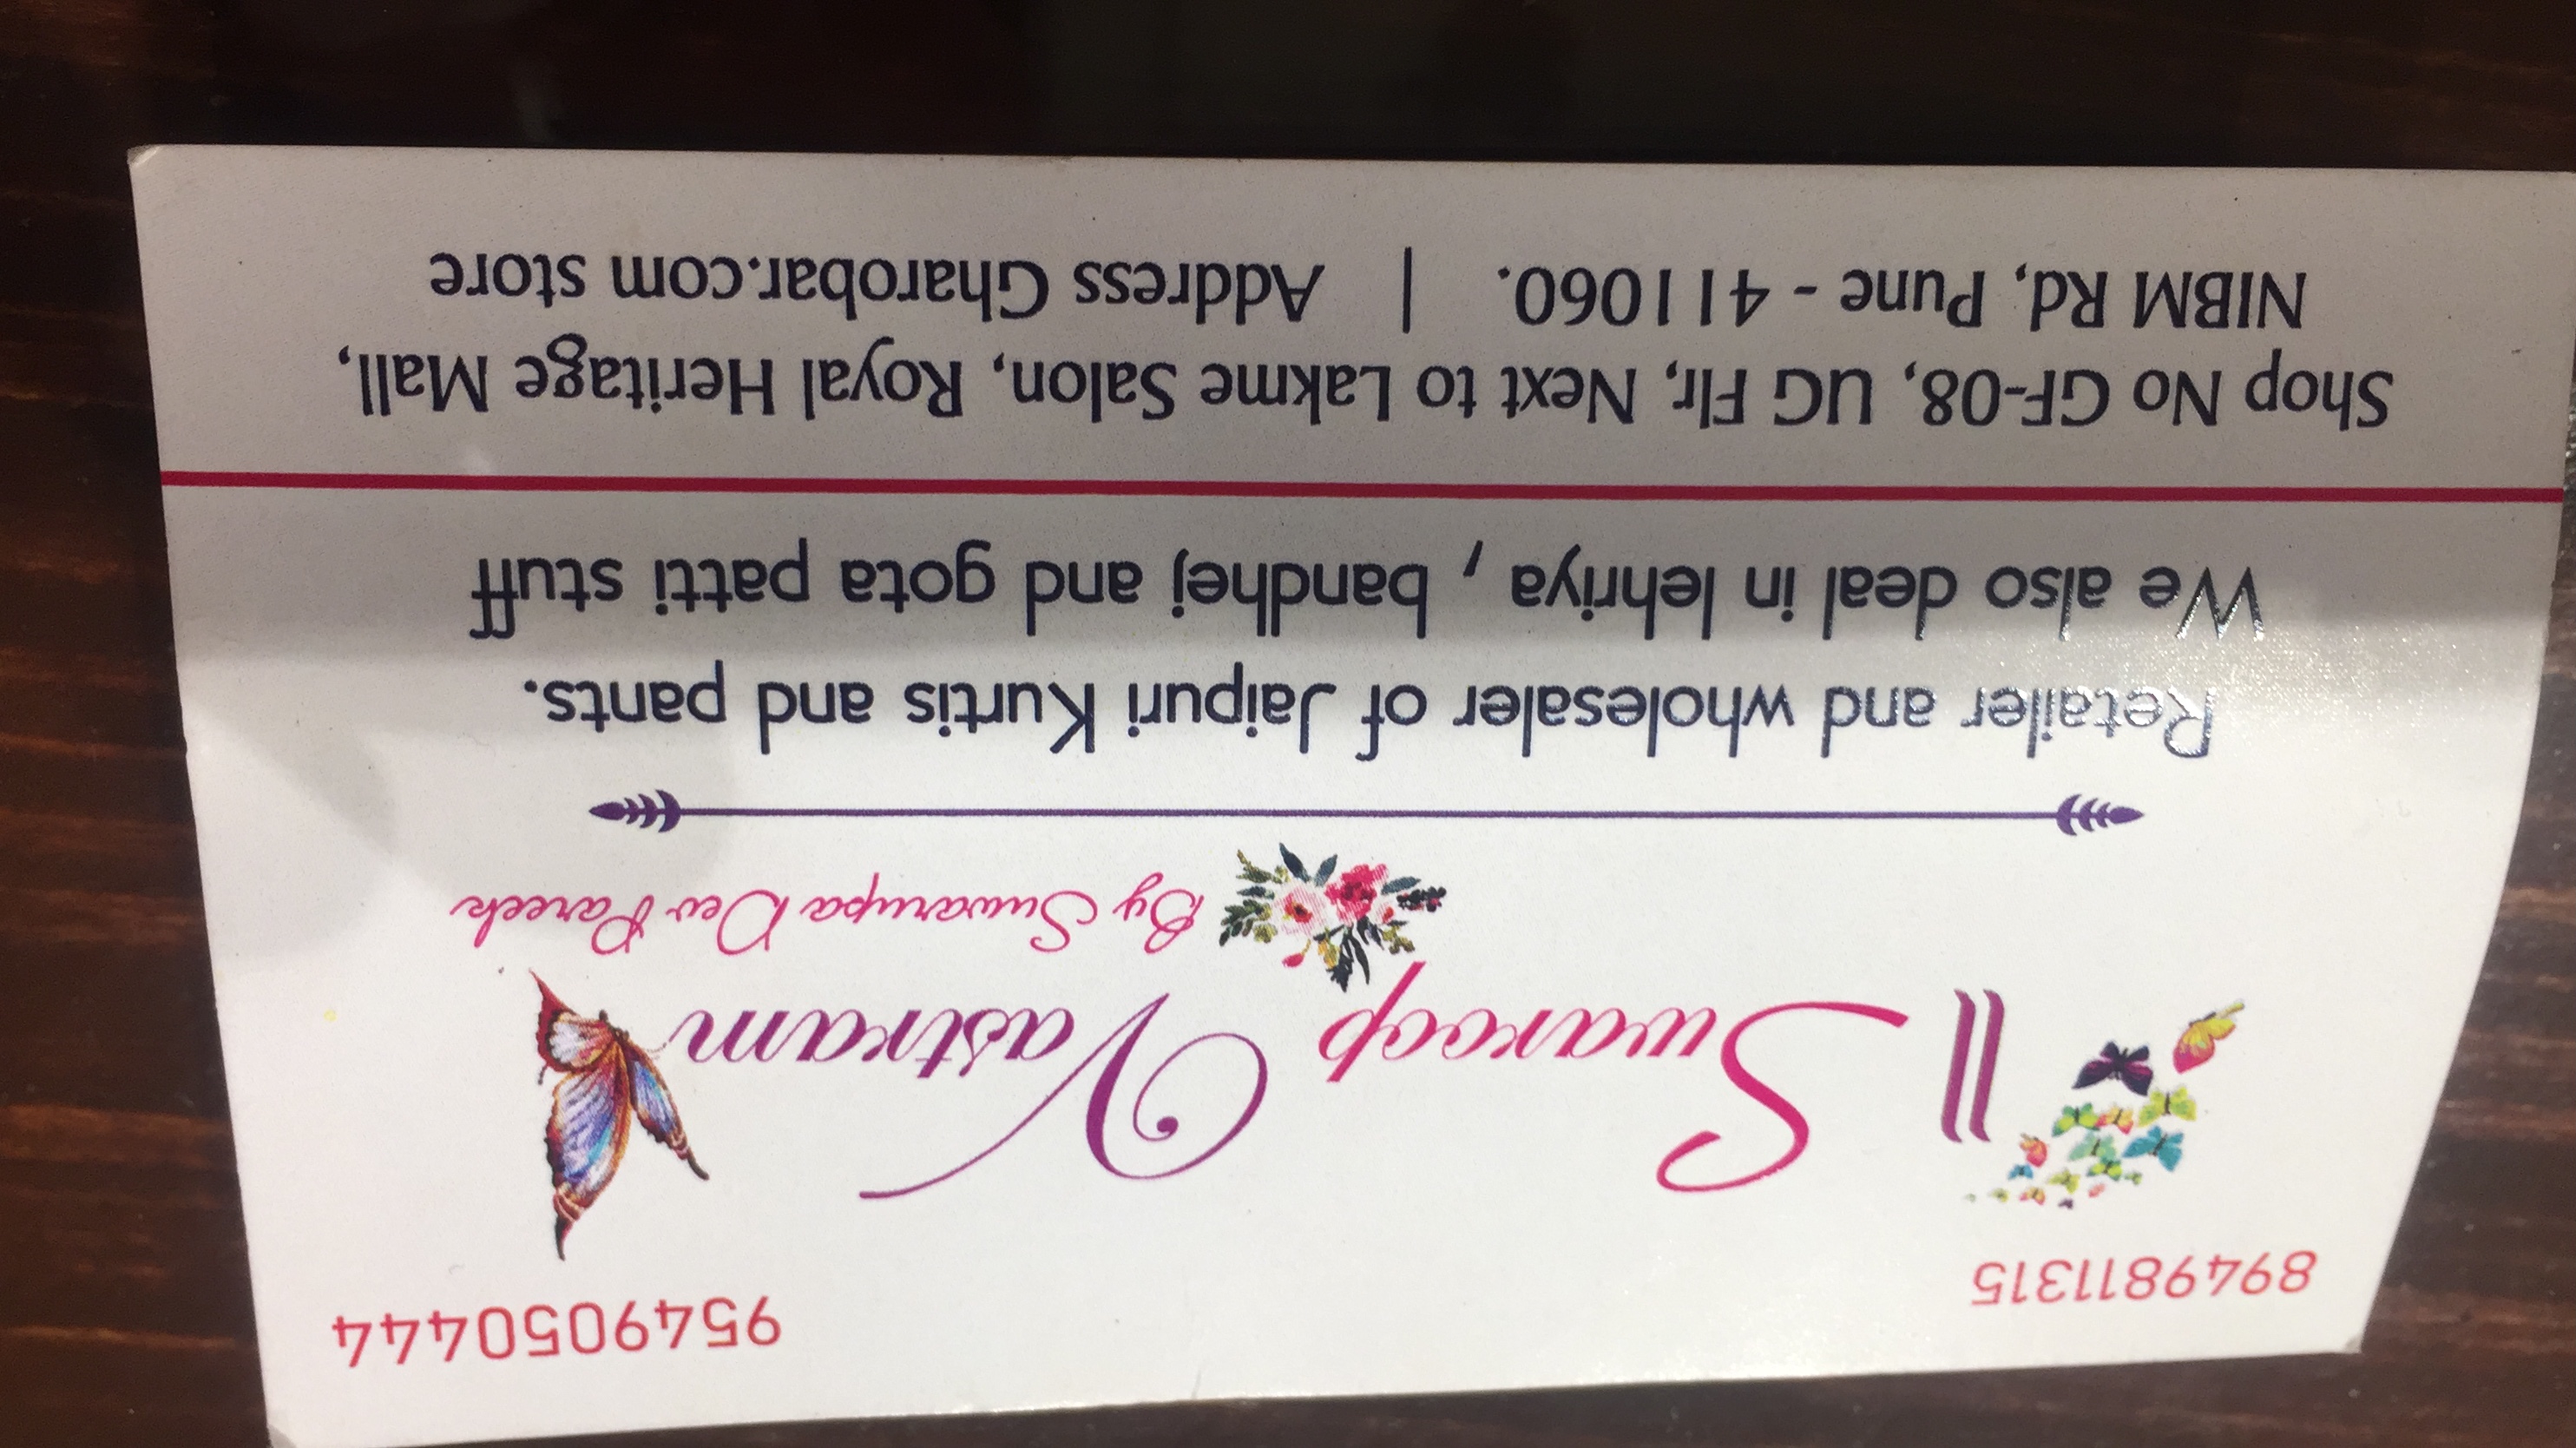 8949811315
9549050444
|| Swaroop Vastram
By Suwarupa Dev Pareek
Retailer and wholesaler of Jaipuri Kurtis and pants.
We also deal in lehriya , bandhej and gota patti stuff
Shop No GF-08, UG Flr, Next to Lakme Salon, Royal Heritage Mall,
NIBM Rd, Pune - 411060. | Address Gharobar.com store